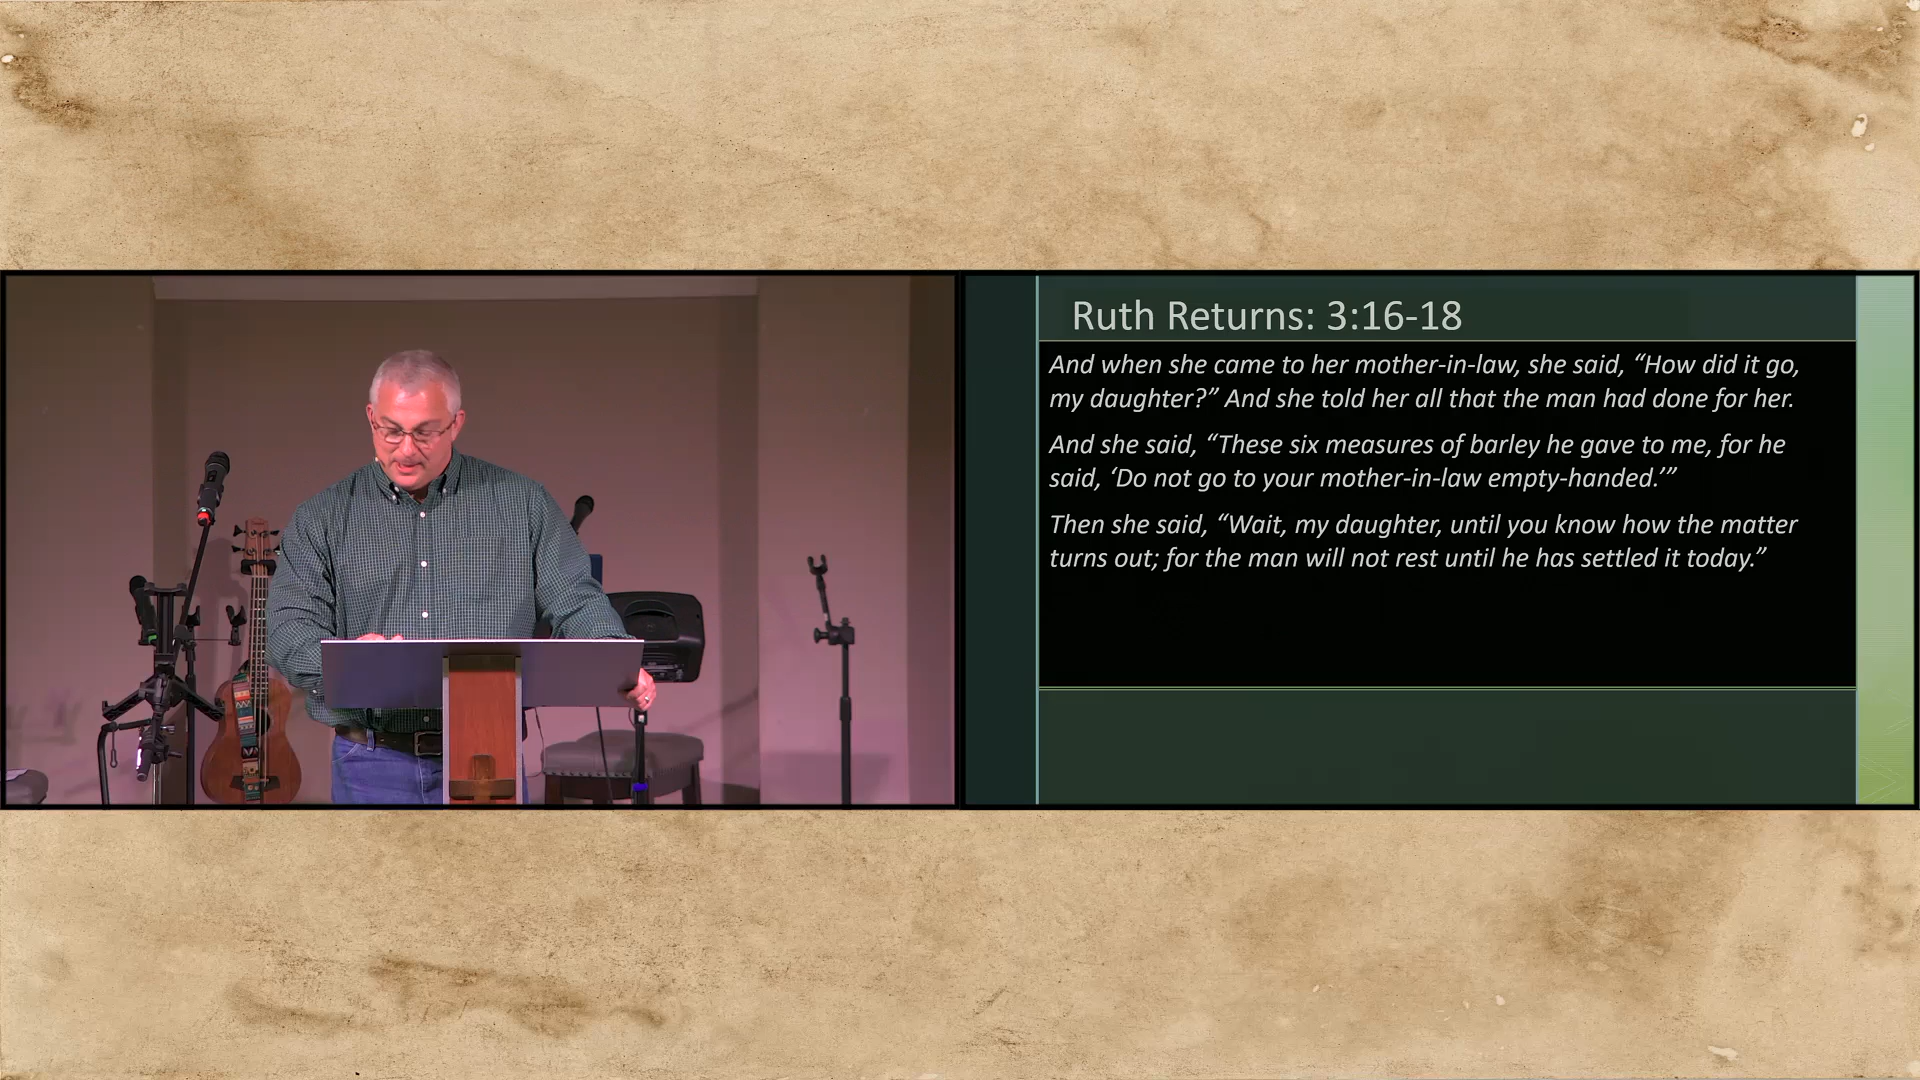 Ruth Returns: 3:16-18
And when she came to her mother-in-law, she said, “How did it go,
my daughter?” And she told her all that the man had done for her.
And she said, “These six measures of barley he gave to me, for he
said, ‘Do not go to your mother-in-law empty-handed.’”
Then she said, “Wait, my daughter, until you know how the matter
turns out; for the man will not rest until he has settled it today.”